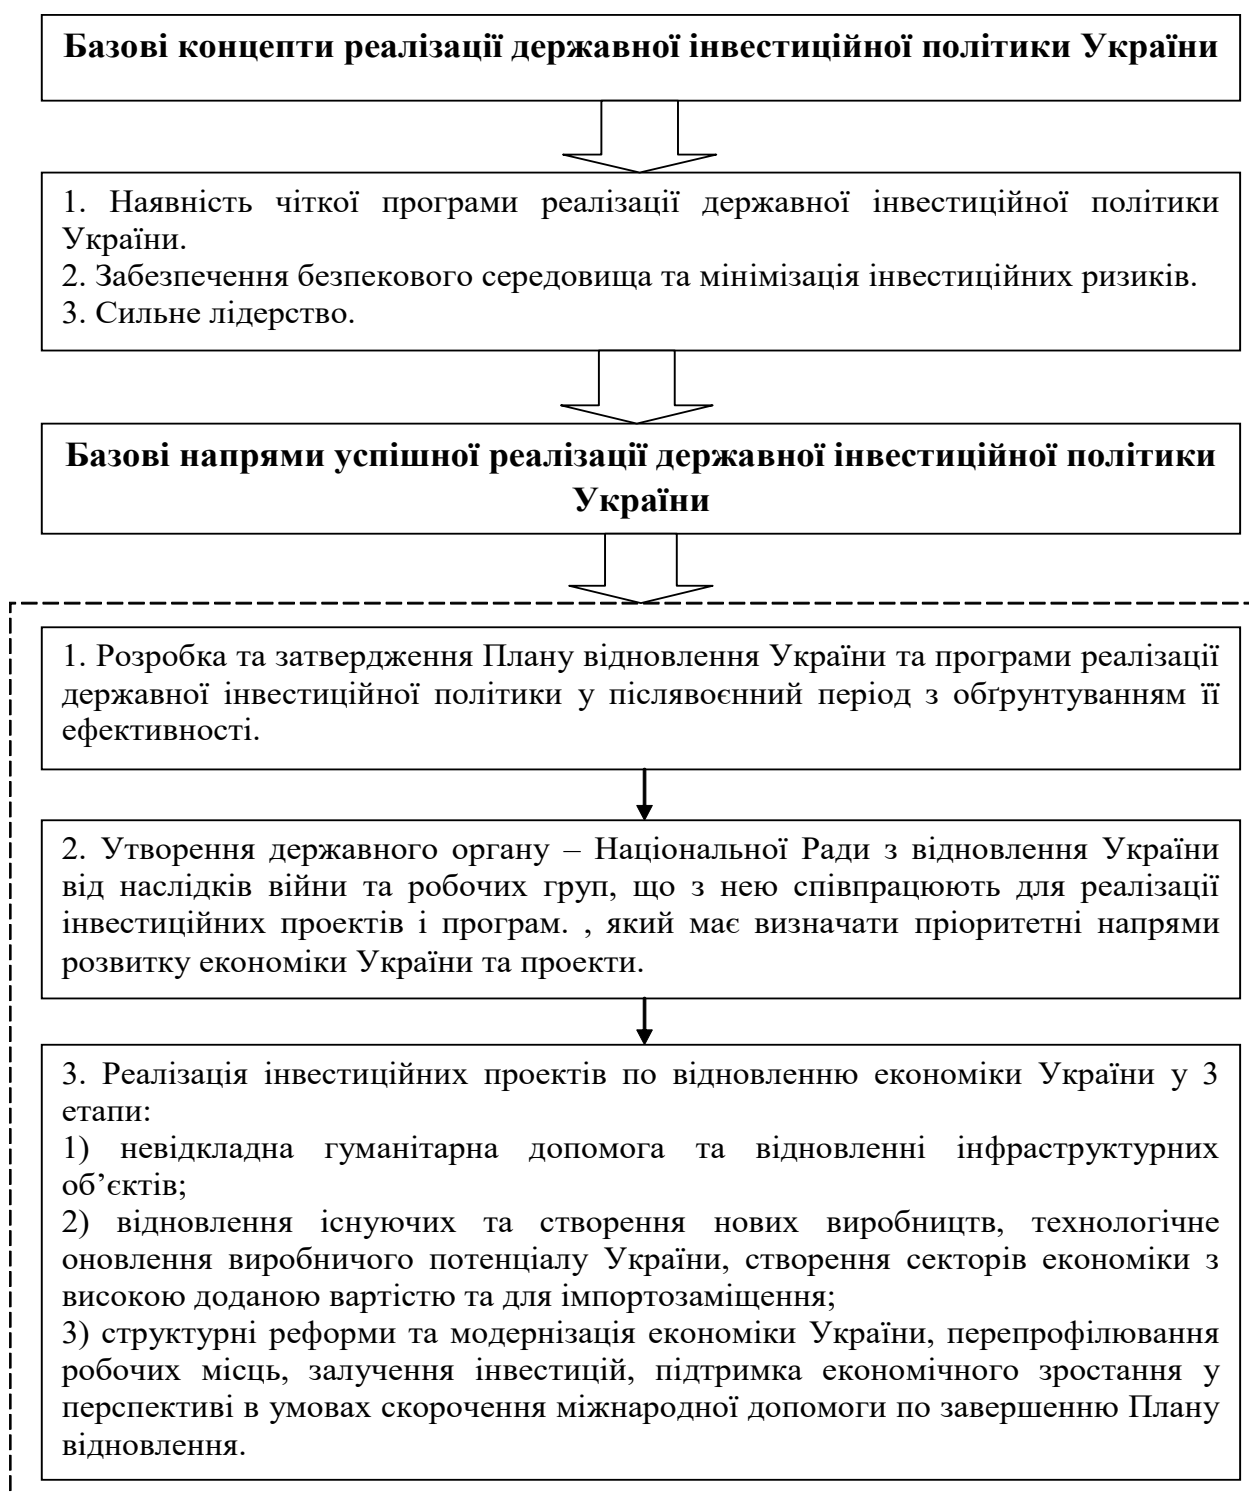 Базові концепти реалізації державної інвестиційної політики України
1. Наявність чіткої програми реалізації державної інвестиційної політики
України.
2. Забезпечення безпекового середовища та мінімізація інвестиційних ризиків.
3. Сильне лідерство.
Базові напрями успішної реалізації державної інвестиційної політики
України
1. Розробка та затвердження Плану відновлення України та програми реалізації
державної інвестиційної політики у післявоєнний період з обґрунтуванням її
ефективності.
2. Утворення державного органу – Національної Ради з відновлення України
від наслідків війни та робочих груп, що з нею співпрацюють для реалізації
інвестиційних проектів і програм. , який має визначати пріоритетні напрями
розвитку економіки України та проекти.
3. Реалізація інвестиційних проектів по відновленню економіки України у 3
етапи:
1) невідкладна гуманітарна допомога та відновленні інфраструктурних
об’єктів;
2) відновлення існуючих та створення нових виробництв, технологічне
оновлення виробничого потенціалу України, створення секторів економіки з
високою доданою вартістю та для імпортозаміщення;
3) структурні реформи та модернізація економіки України, перепрофілювання
робочих місць, залучення інвестицій, підтримка економічного зростання у
перспективі в умовах скорочення міжнародної допомоги по завершенню Плану
відновлення.